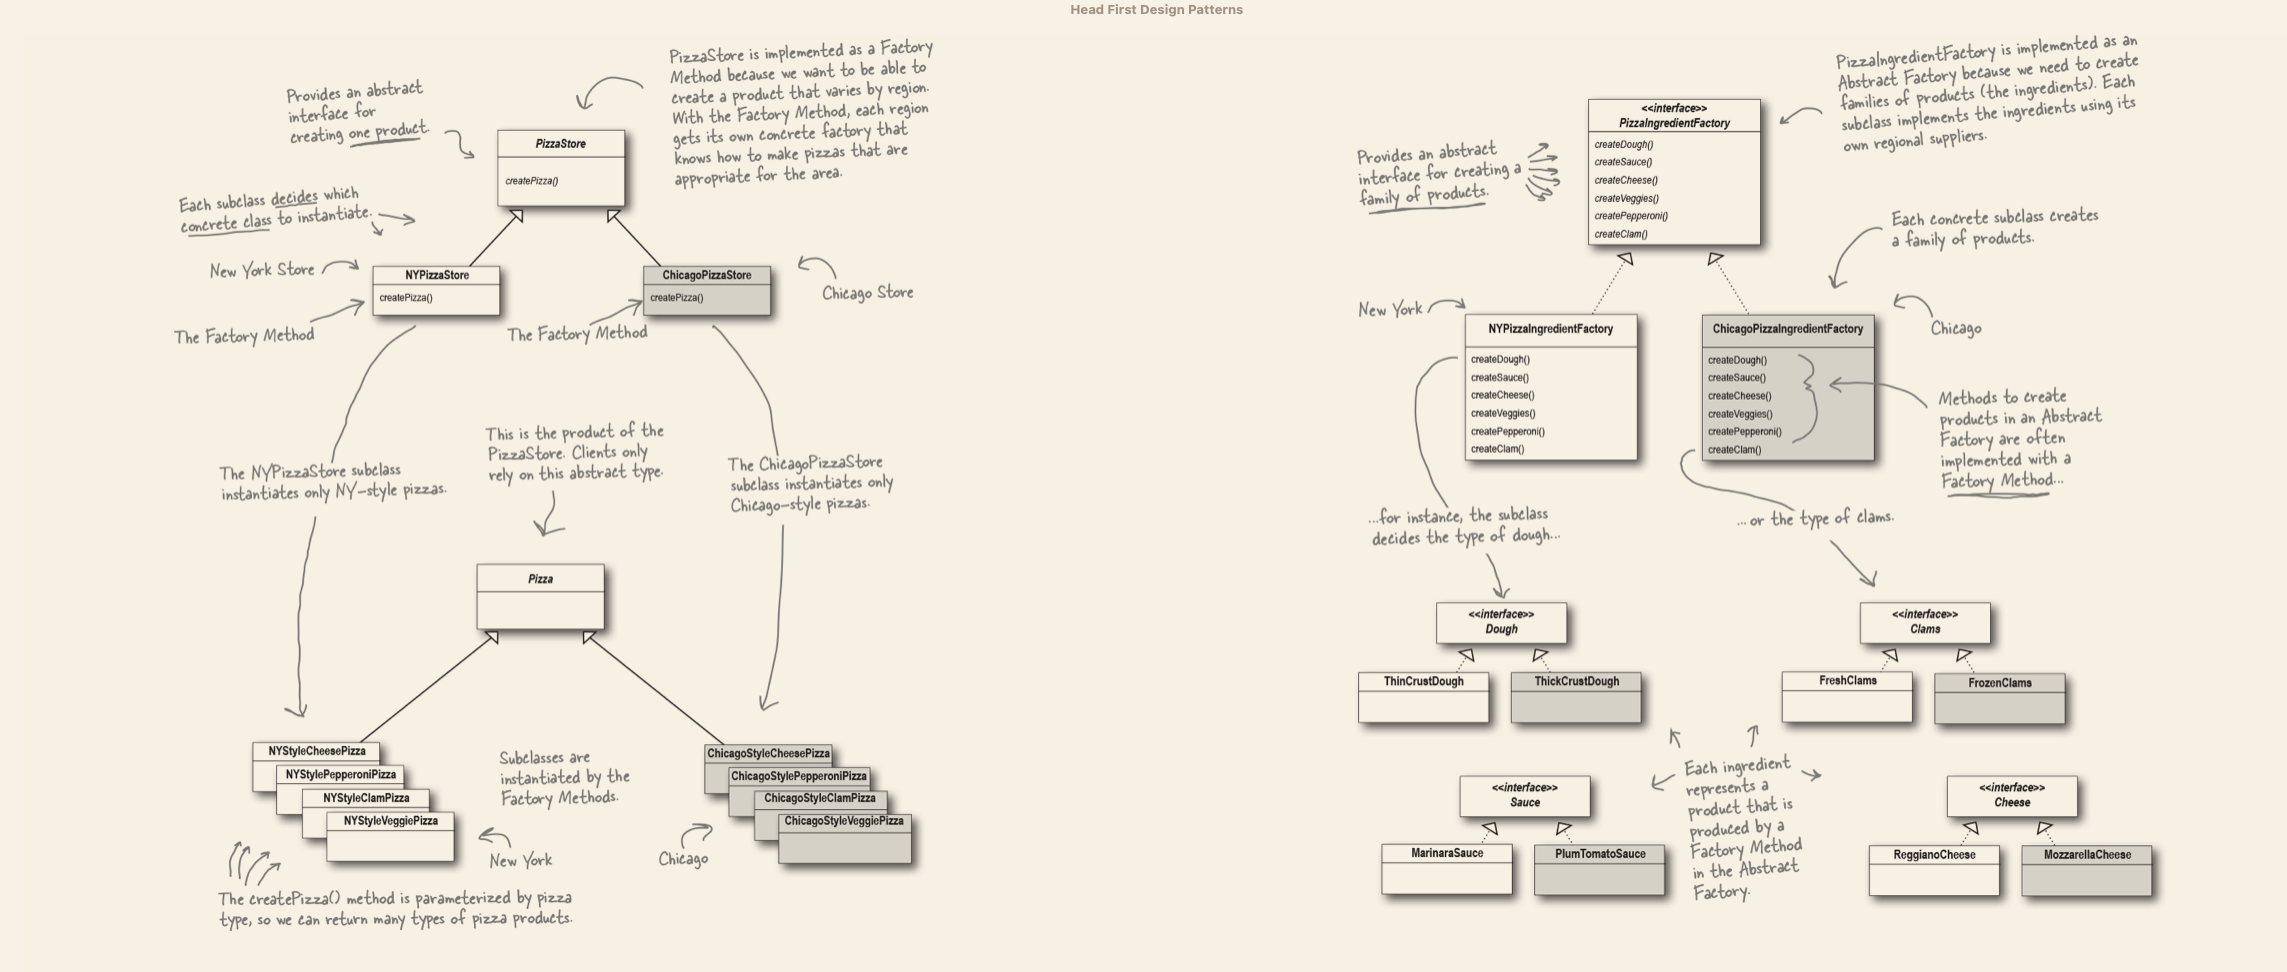 Head First Design Patterns
PizzaStore is implemented as a Factory
Method because we want to be able to
create a product that varies by region.
With the Factory Method, each region
gets its own concrete factory that
knows how to make pizzas that are
appropriate for the area.
Provides an abstract
interface for
creating one product.
PizzaStore
createPizza()
Each subclass decides which
concrete class to instantiate.
New York Store
NYPizzaStore
createPizza()
ChicagoPizzaStore
createPizza()
Chicago Store
The Factory Method
The Factory Method
This is the product of the
PizzaStore. Clients only
rely on this abstract type.
The NYPizzaStore subclass
instantiates only NY-style pizzas.
The ChicagoPizzaStore
subclass instantiates only
Chicago-style pizzas.
Pizza
NYStyleCheesePizza
NYStylePepperoniPizza
NYStyleClamPizza
NYStyleVeggiePizza
Subclasses are
instantiated by the
Factory Methods.
ChicagoStyleCheesePizza
ChicagoStylePepperoniPizza
ChicagoStyleClamPizza
ChicagoStyleVeggiePizza
New York
Chicago
The createPizza() method is parameterized by pizza
type, so we can return many types of pizza products.
PizzaIngredientFactory is implemented as an
Abstract Factory because we need to create
families of products (the ingredients). Each
subclass implements the ingredients using its
own regional suppliers.
<<interface>>
PizzaIngredientFactory
createDough()
createSauce()
createCheese()
createVeggies()
createPepperoni()
createClam()
Provides an abstract
interface for creating a
family of products.
Each concrete subclass creates
a family of products.
New York
NYPizzaIngredientFactory
createDough()
createSauce()
createCheese()
createVeggies()
createPepperoni()
createClam()
ChicagoPizzaIngredientFactory
createDough()
createSauce()
createCheese()
createVeggies()
createPepperoni()
createClam()
Chicago
Methods to create
products in an Abstract
Factory are often
implemented with a
Factory Method...
...for instance, the subclass
decides the type of dough...
...or the type of clams.
<<interface>>
Dough
ThinCrustDough
ThickCrustDough
<<interface>>
Clams
FreshClams
FrozenClams
Each ingredient
represents a
product that is
produced by a
Factory Method
in the Abstract
Factory.
<<interface>>
Sauce
MarinaraSauce
PlumTomatoSauce
<<interface>>
Cheese
ReggianoCheese
MozzarellaCheese